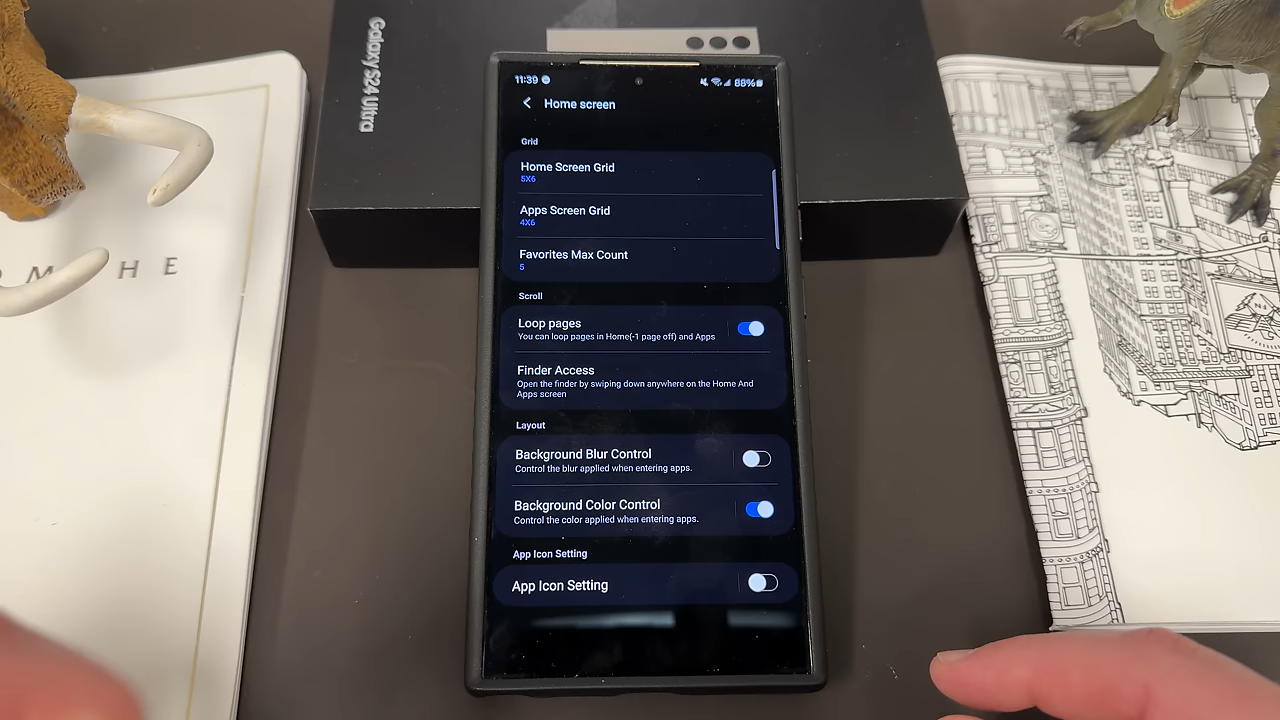 Galaxy S24 Ultra
11:39
88%
Home screen
Grid
Home Screen Grid
5X6
Apps Screen Grid
4X6
Favorites Max Count
5
Scroll
Loop pages
You can loop pages in Home(-1 page off) and Apps
Finder Access
Open the finder by swiping down anywhere on the Home And
Apps screen
Layout
Background Blur Control
Control the blur applied when entering apps.
Background Color Control
Control the color applied when entering apps.
App Icon Setting
App Icon Setting
M HE